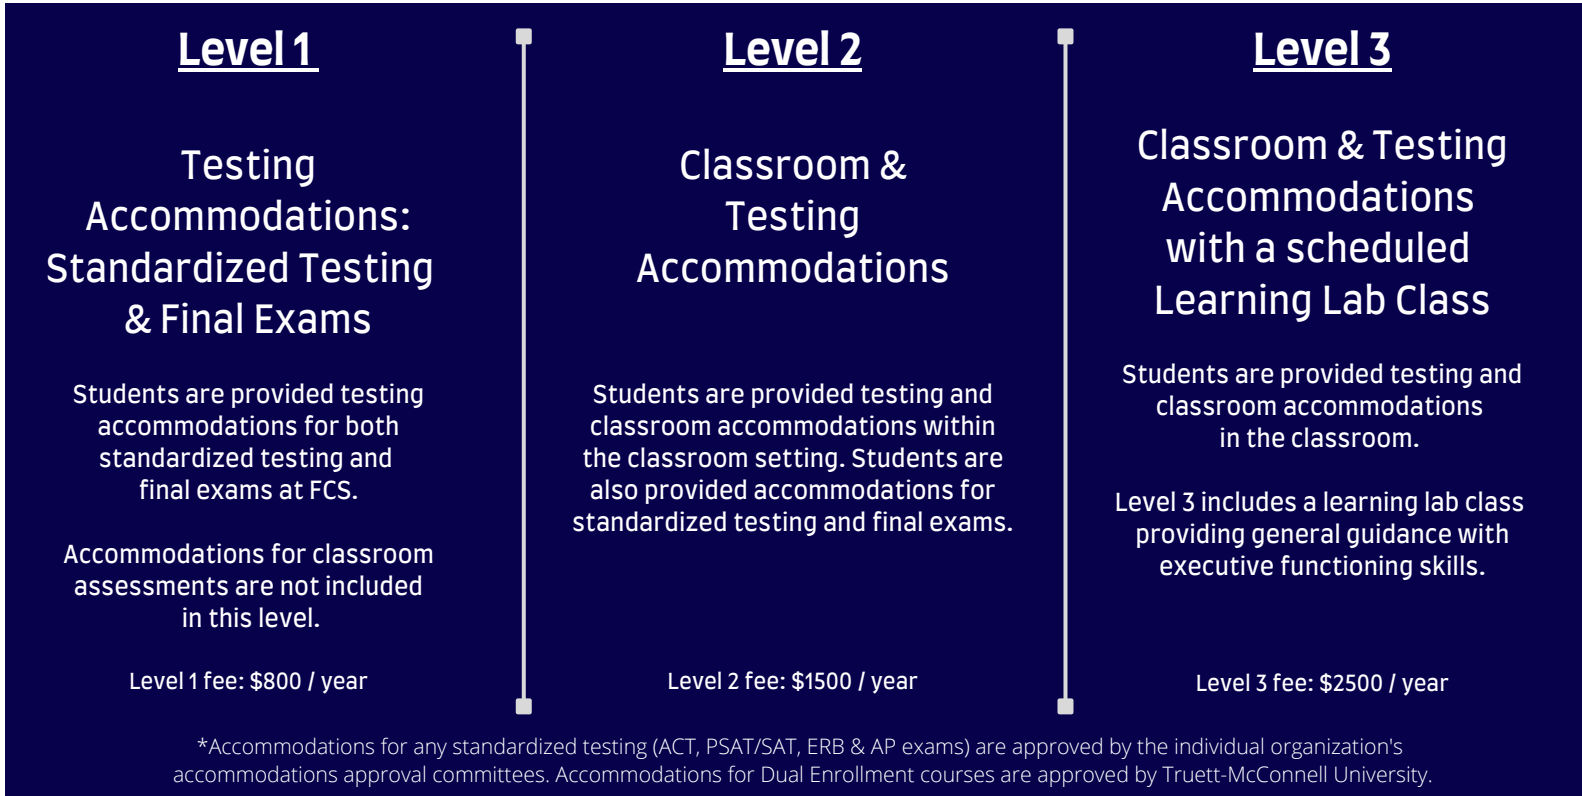 Level 1
Testing
Accommodations:
Standardized Testing
& Final Exams
Students are provided testing
accommodations for both
standardized testing and
final exams at FCS.
Accommodations for classroom
assessments are not included
in this level.
Level 1 fee: $800 / year
Level 2
Classroom &
Testing
Accommodations
Students are provided testing and
classroom accommodations within
the classroom setting. Students are
also provided accommodations for
standardized testing and final exams.
Level 2 fee: $1500 / year
Level 3
Classroom & Testing
Accommodations
with a scheduled
Learning Lab Class
Students are provided testing and
classroom accommodations
in the classroom.
Level 3 includes a learning lab class
providing general guidance with
executive functioning skills.
Level 3 fee: $2500 / year
*Accommodations for any standardized testing (ACT, PSAT/SAT, ERB & AP exams) are approved by the individual organization's
accommodations approval committees. Accommodations for Dual Enrollment courses are approved by Truett-McConnell University.